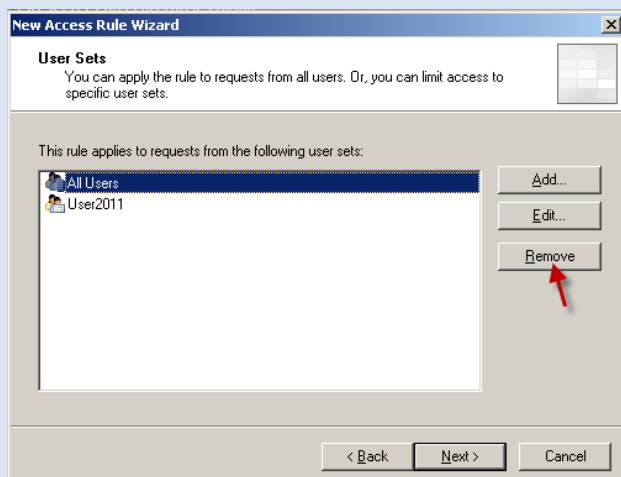 New Access Rule Wizard
User Sets
You can apply the rule to requests from all users. Or, you can limit access to
specific user sets.
This rule applies to requests from the following user sets:
All Users
User2011
Add...
Edit...
Remove
< Back
Next >
Cancel